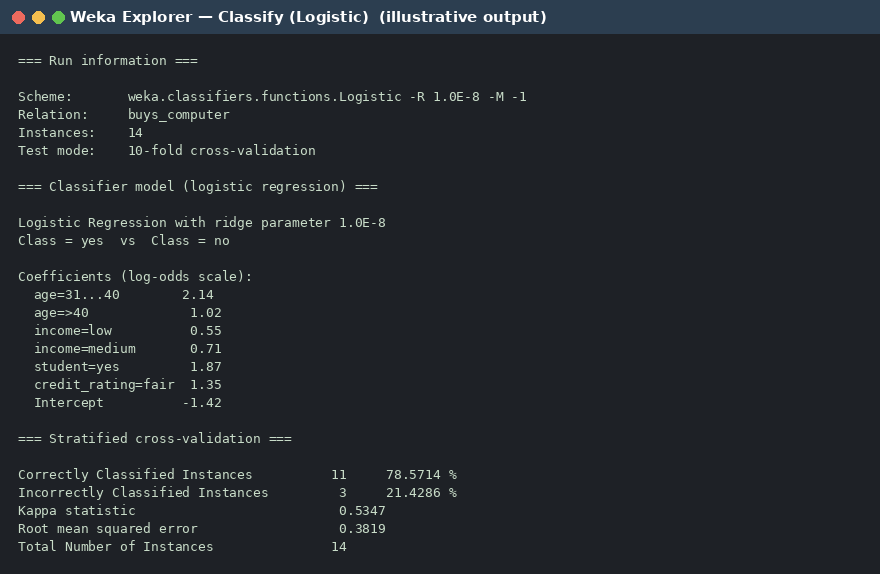 Weka Explorer — Classify (Logistic)  (illustrative output)
=== Run information ===
Scheme:       weka.classifiers.functions.Logistic -R 1.0E-8 -M -1
Relation:     buys_computer
Instances:    14
Test mode:    10-fold cross-validation
=== Classifier model (logistic regression) ===
Logistic Regression with ridge parameter 1.0E-8
Class = yes  vs  Class = no
Coefficients (log-odds scale):
  age=31...40        2.14
  age=>40             1.02
  income=low          0.55
  income=medium       0.71
  student=yes         1.87
  credit_rating=fair  1.35
  Intercept          -1.42
=== Stratified cross-validation ===
Correctly Classified Instances          11     78.5714 %
Incorrectly Classified Instances         3     21.4286 %
Kappa statistic                          0.5347
Root mean squared error                  0.3819
Total Number of Instances               14